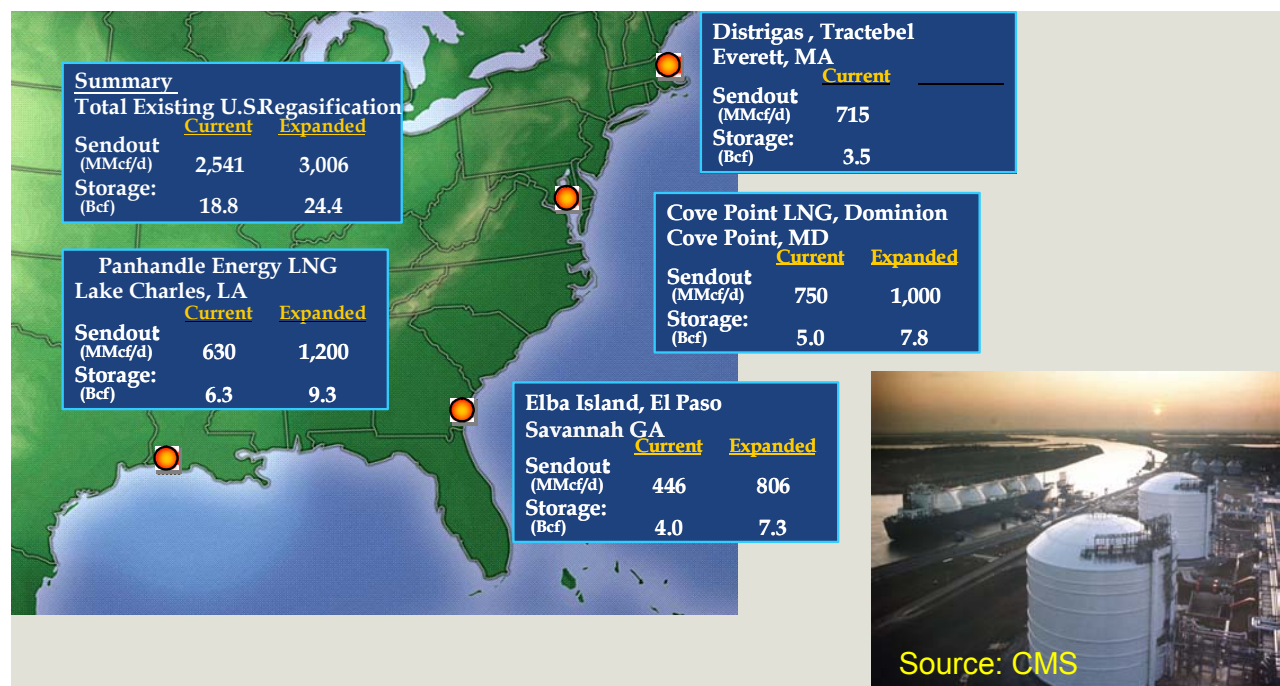 Summary
Total Existing U.S.Regasification
Current Expanded
Sendout
(MMcf/d) 2,541 3,006
Storage:
(Bcf) 18.8 24.4
Panhandle Energy LNG
Lake Charles, LA
Current Expanded
Sendout
(MMcf/d) 630 1,200
Storage:
(Bcf) 6.3 9.3
Distrigas , Tractebel
Everett, MA
Current
Sendout
(MMcf/d) 715
Storage:
(Bcf) 3.5
Cove Point LNG, Dominion
Cove Point, MD
Current Expanded
Sendout
(MMcf/d) 750 1,000
Storage:
(Bcf) 5.0 7.8
Elba Island, El Paso
Savannah GA
Current Expanded
Sendout
(MMcf/d) 446 806
Storage:
(Bcf) 4.0 7.3
Source: CMS